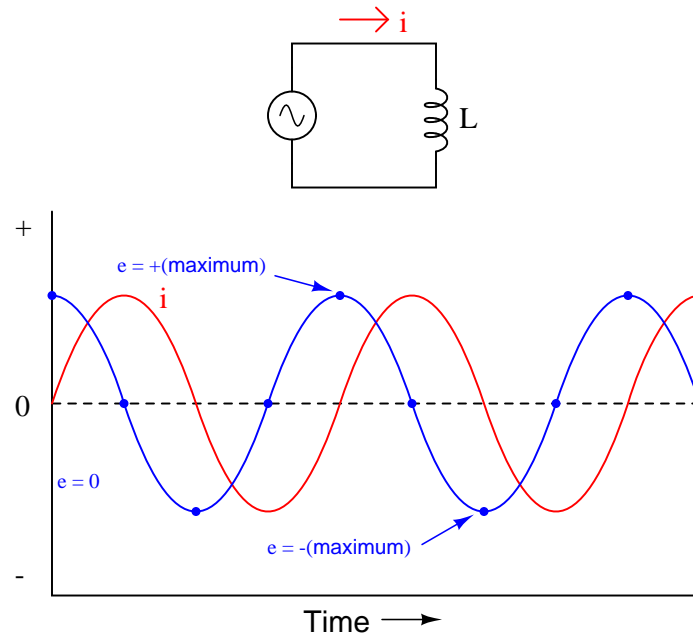 i
L
+
e = +(maximum)
i
0
e = 0
e = -(maximum)
-
Time